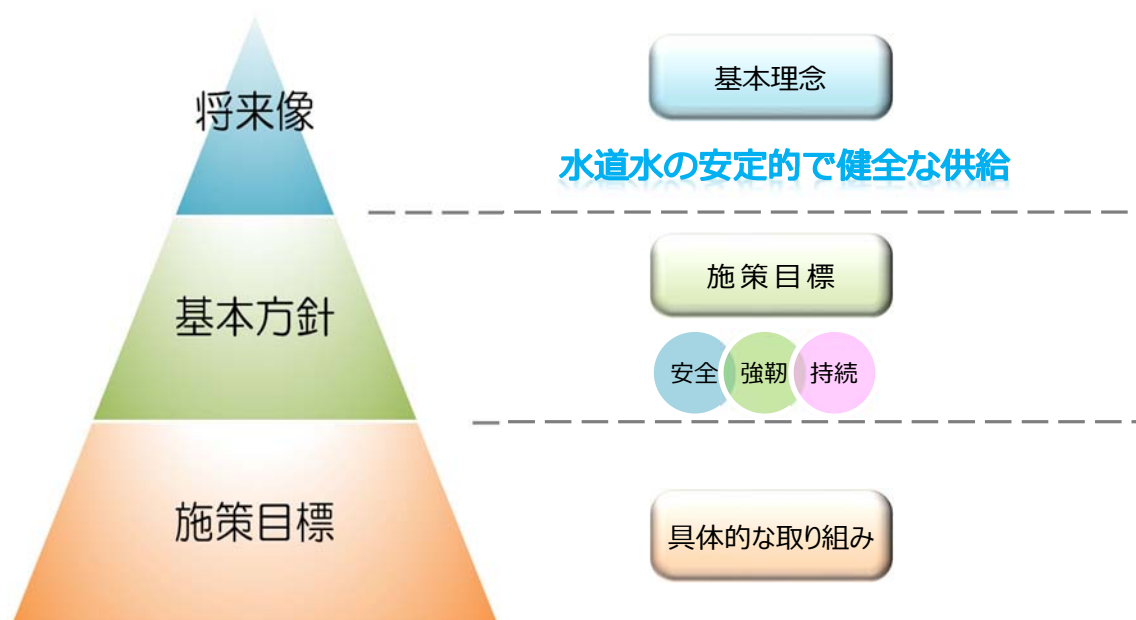 将来像
基本理念
水道水の安定的で健全な供給
基本方針
施策目標
安全
強靭
持続
施策目標
具体的な取り組み